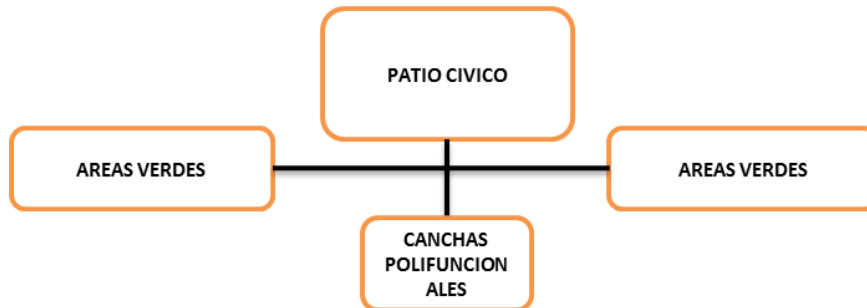 PATIO CIVICO
AREAS VERDES
AREAS VERDES
CANCHAS
POLIFUNCION
ALES